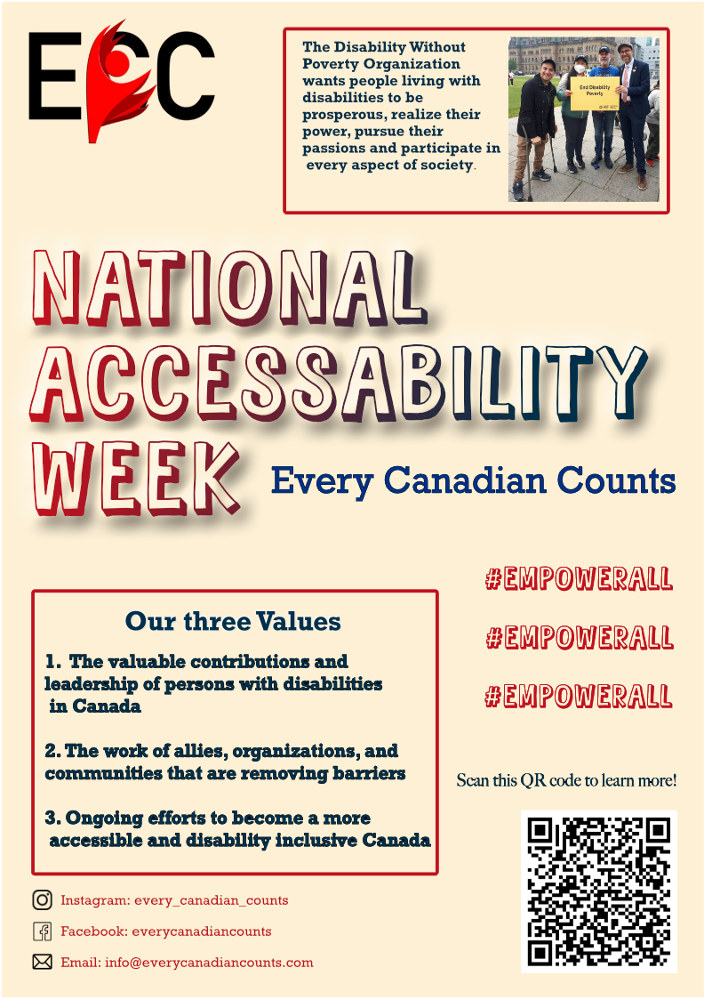 ECC
The Disability Without
Poverty Organization
wants people living with
disabilities to be
prosperous, realize their
power, pursue their
passions and participate in
every aspect of society.
End Disability
Poverty
NATIONAL
ACCESSABILITY
WEEK
Every Canadian Counts
#EMPOWERALL
#EMPOWERALL
#EMPOWERALL
Our three Values
1. The valuable contributions and
leadership of persons with disabilities
in Canada
2. The work of allies, organizations, and
communities that are removing barriers
3. Ongoing efforts to become a more
accessible and disability inclusive Canada
Scan this QR code to learn more!
Instagram: every_canadian_counts
Facebook: everycanadiancounts
Email: info@everycanadiancounts.com